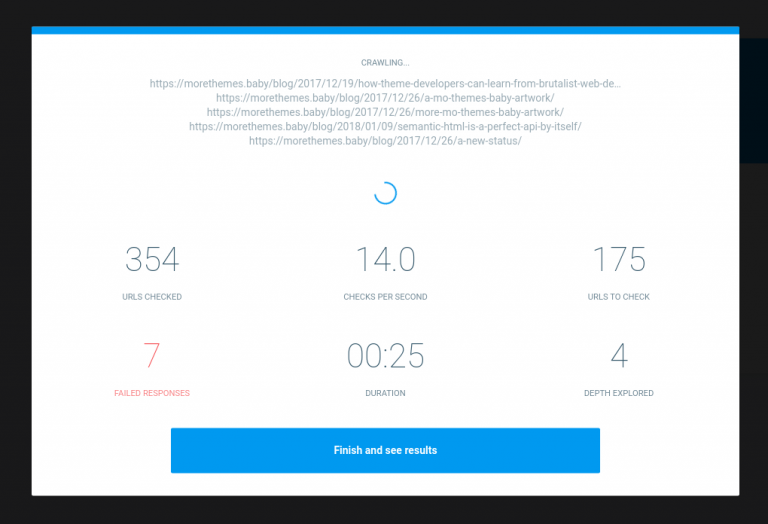 CRAWLING...
https://morethemes.baby/blog/2017/12/19/how-theme-developers-can-learn-from-brutalist-web-de...
https://morethemes.baby/blog/2017/12/26/a-mo-themes-baby-artwork/
https://morethemes.baby/blog/2017/12/26/more-mo-themes-baby-artwork/
https://morethemes.baby/blog/2018/01/09/semantic-html-is-a-perfect-api-by-itself/
https://morethemes.baby/blog/2017/12/26/a-new-status/
354 14.0 175
URLS CHECKED CHECKS PER SECOND URLS TO CHECK
7 00:25 4
FAILED RESPONSES DURATION DEPTH EXPLORED
Finish and see results